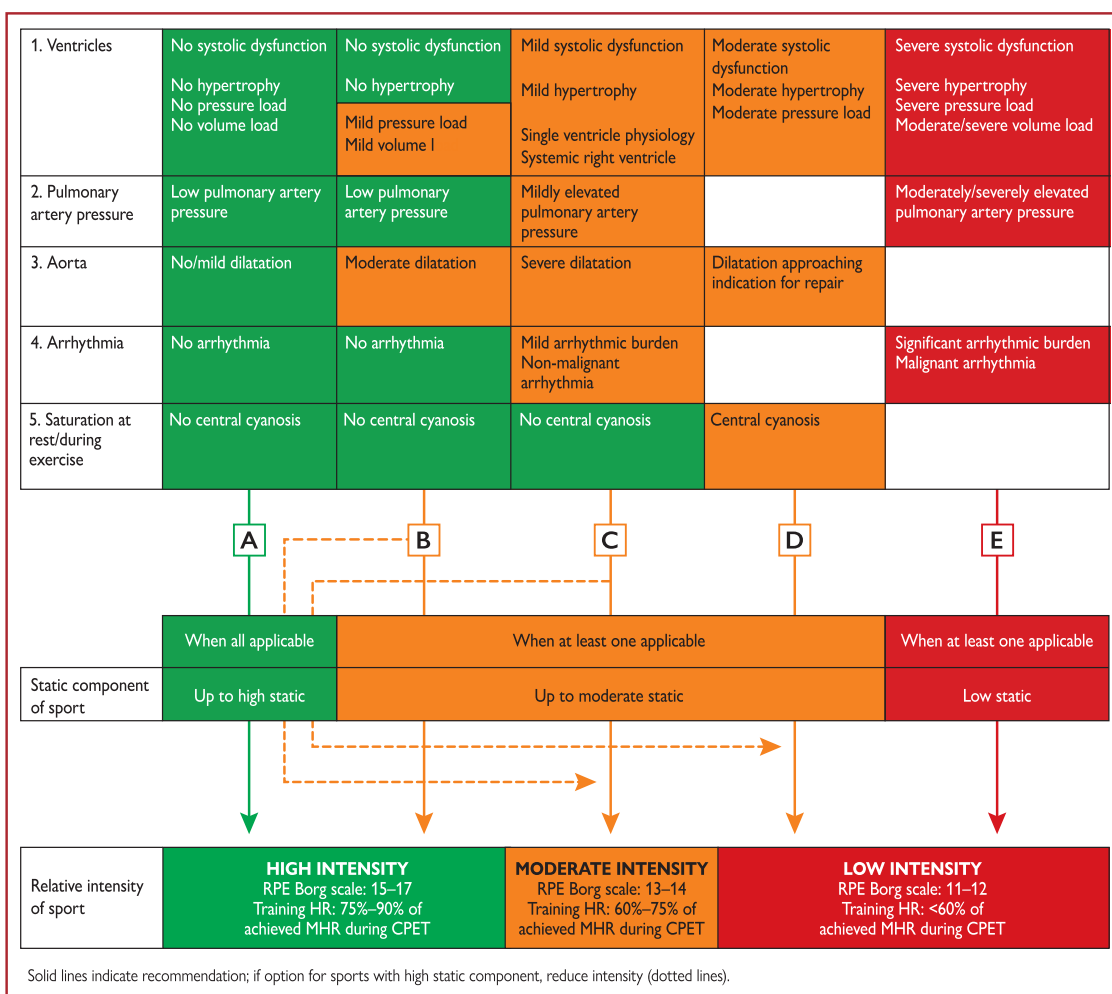 1. Ventricles
No systolic dysfunction
No hypertrophy
No pressure load
No volume load
No systolic dysfunction
No hypertrophy
Mild pressure load
Mild volume l
Mild systolic dysfunction
Mild hypertrophy
Single ventricle physiology
Systemic right ventricle
Moderate systolic
dysfunction
Moderate hypertrophy
Moderate pressure load
Severe systolic dysfunction
Severe hypertrophy
Severe pressure load
Moderate/severe volume load
2. Pulmonary
artery pressure
Low pulmonary artery
pressure
Low pulmonary
artery pressure
Mildly elevated
pulmonary artery
pressure
Moderately/severely elevated
pulmonary artery pressure
3. Aorta
No/mild dilatation
Moderate dilatation
Severe dilatation
Dilatation approaching
indication for repair
4. Arrhythmia
No arrhythmia
No arrhythmia
Mild arrhythmic burden
Non-malignant
arrhythmia
Significant arrhythmic burden
Malignant arrhythmia
5. Saturation at
rest/during
exercise
No central cyanosis
No central cyanosis
No central cyanosis
Central cyanosis
A
B
C
D
E
When all applicable
When at least one applicable
When at least one applicable
Static component
of sport
Up to high static
Up to moderate static
Low static
Relative intensity
of sport
HIGH INTENSITY
RPE Borg scale: 15–17
Training HR: 75%–90% of
achieved MHR during CPET
MODERATE INTENSITY
RPE Borg scale: 13–14
Training HR: 60%–75% of
achieved MHR during CPET
LOW INTENSITY
RPE Borg scale: 11–12
Training HR: <60% of
achieved MHR during CPET
Solid lines indicate recommendation; if option for sports with high static component, reduce intensity (dotted lines).